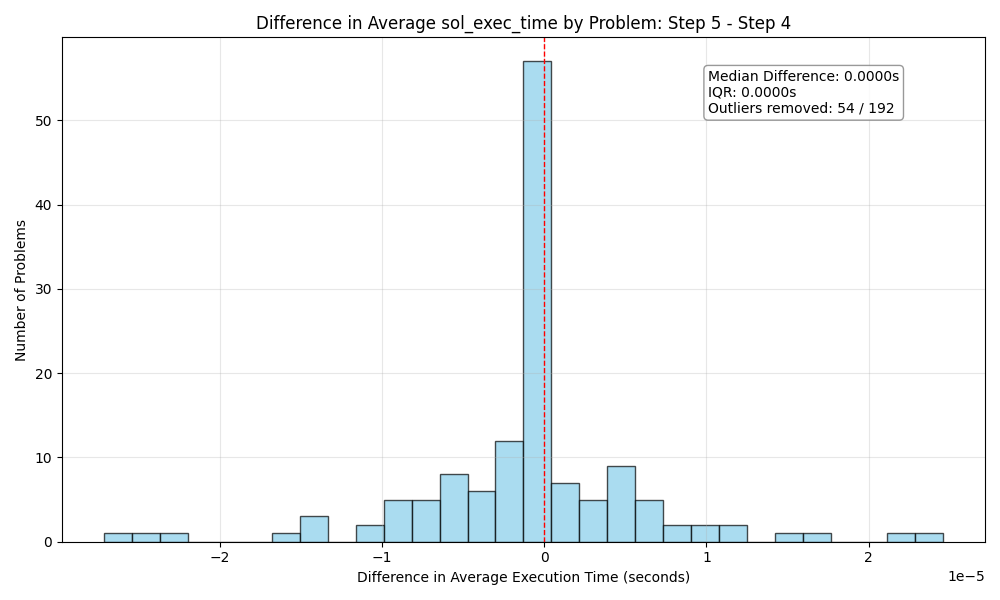 Difference in Average sol_exec_time by Problem: Step 5 - Step 4
Median Difference: 0.0000s
IQR: 0.0000s
Outliers removed: 54 / 192
Number of Problems
50
40
30
20
10
0
−2
−1
0
1
2
1e−5
Difference in Average Execution Time (seconds)